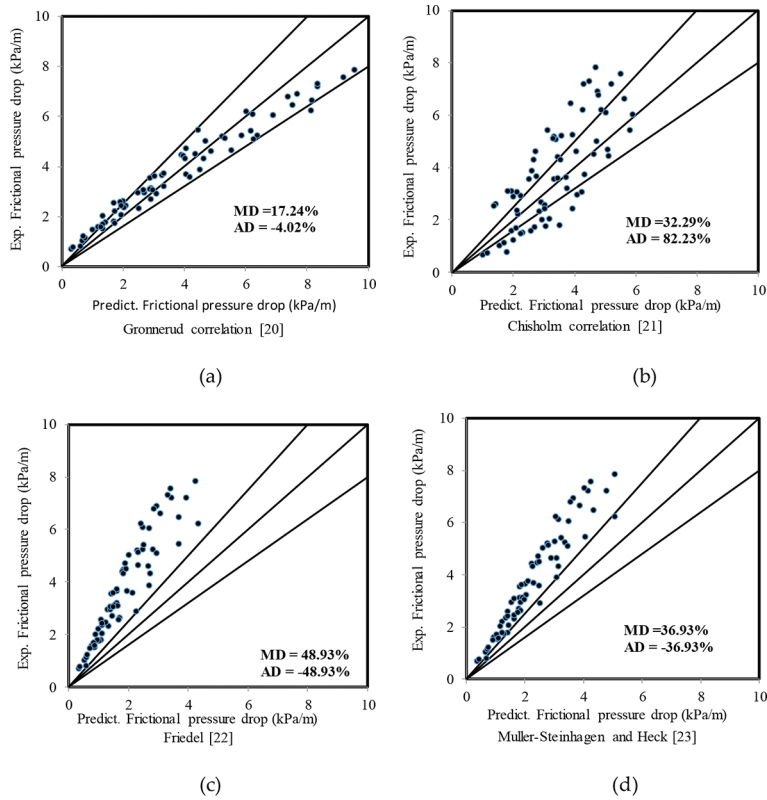 10
8
6
4
2
0
Exp. Frictional pressure drop (kPa/m)
MD =17.24%
AD = -4.02%
0 2 4 6 8 10
Predict. Frictional pressure drop (kPa/m)
Gronnerud correlation [20]
(a)
10
8
6
4
2
0
Exp. Frictional pressure drop (kPa/m)
MD =32.29%
AD = 82.23%
0 2 4 6 8 10
Predict. Frictional pressure drop (kPa/m)
Chisholm correlation [21]
(b)
10
8
6
4
2
0
Exp. Frictional pressure drop (kPa/m)
MD = 48.93%
AD = -48.93%
0 2 4 6 8 10
Predict. Frictional pressure drop (kPa/m)
Friedel [22]
(c)
10
8
6
4
2
0
Exp. Frictional pressure drop (kPa/m)
MD =36.93%
AD = -36.93%
0 2 4 6 8 10
Predict. Frictional pressure drop (kPa/m)
Muller-Steinhagen and Heck [23]
(d)